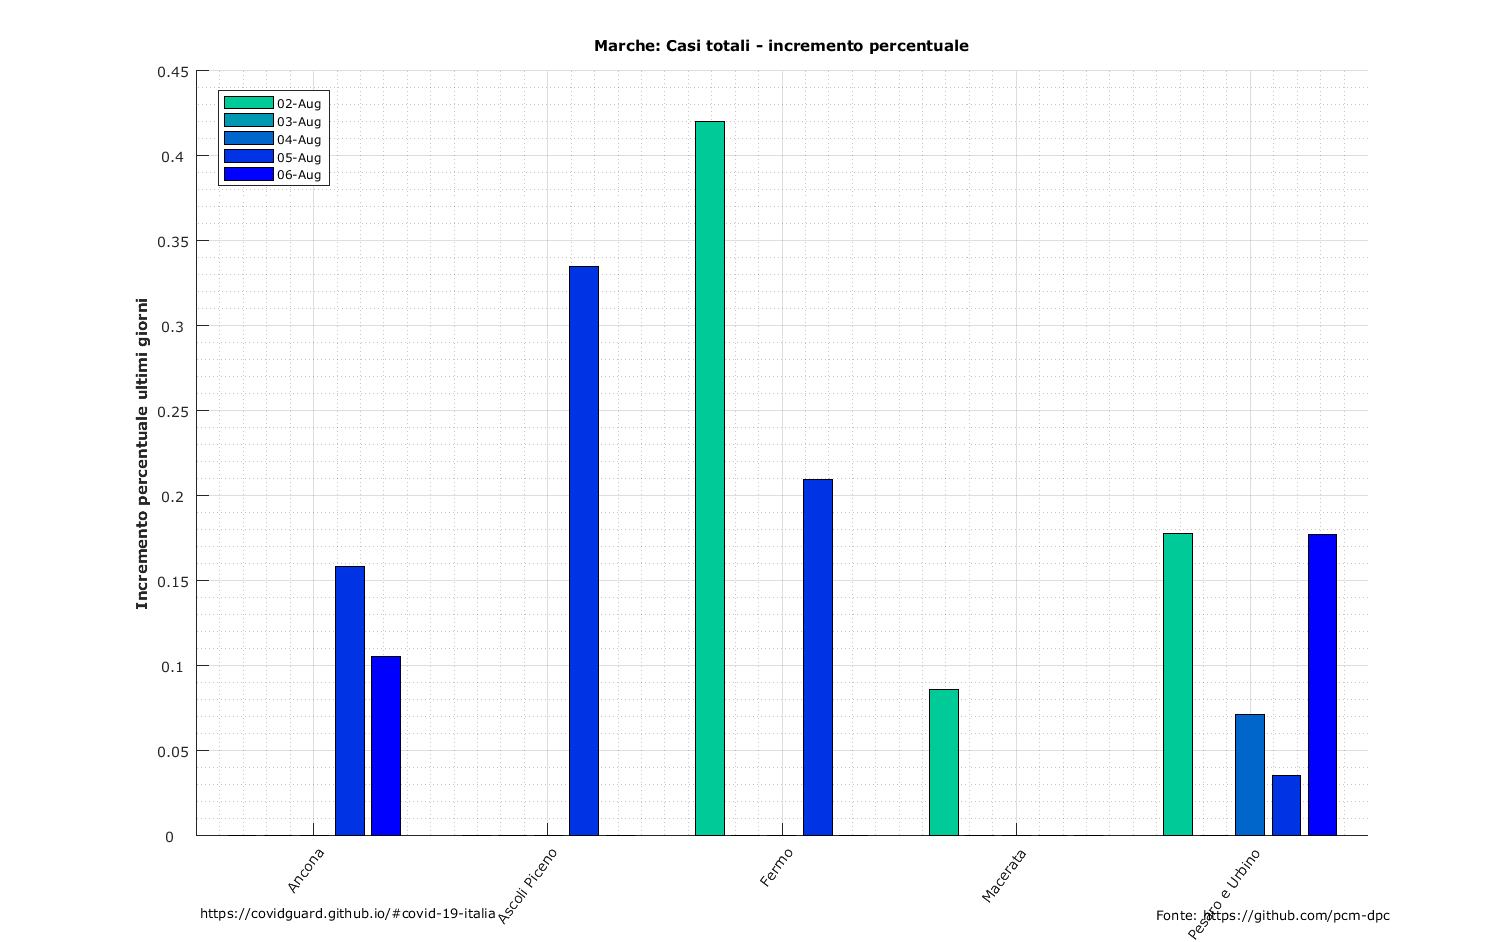 Marche: Casi totali - incremento percentuale
0.45
0.4
0.35
0.3
0.25
0.2
0.15
0.1
0.05
0
Incremento percentuale ultimi giorni
02-Aug
03-Aug
04-Aug
05-Aug
06-Aug
Ancona
Ascoli Piceno
Fermo
Macerata
Pesaro e Urbino
https://covidguard.github.io/#covid-19-italia
Fonte: https://github.com/pcm-dpc